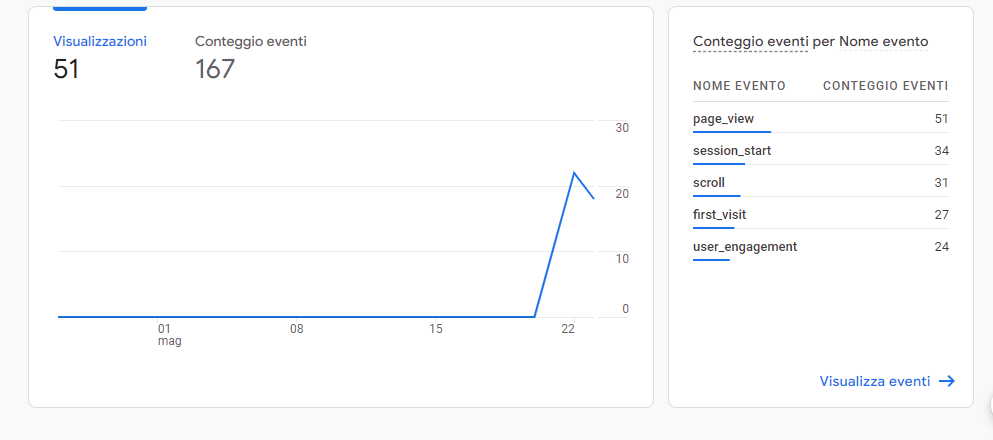 Visualizzazioni
51
Conteggio eventi
167
30
20
10
0
01
mag
08
15
22
Conteggio eventi per Nome evento
NOME EVENTO CONTEGGIO EVENTI
page_view 51
session_start 34
scroll 31
first_visit 27
user_engagement 24
Visualizza eventi →